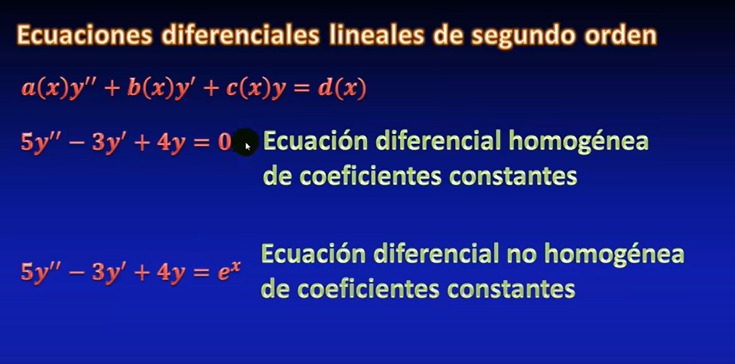 Ecuaciones diferenciales lineales de segundo orden
a(x)y′′ + b(x)y′ + c(x)y = d(x)
5y′′ − 3y′ + 4y = 0 Ecuación diferencial homogénea
de coeficientes constantes
5y′′ − 3y′ + 4y = eˣ Ecuación diferencial no homogénea
de coeficientes constantes